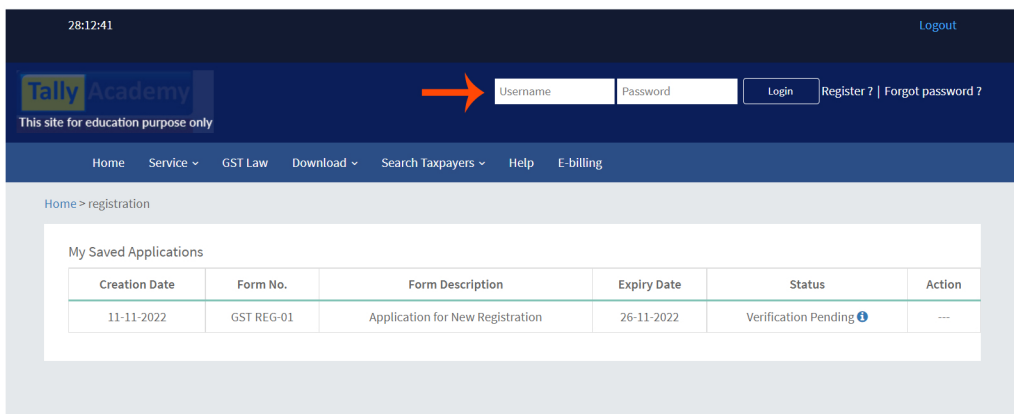 28:12:41 Logout
Tally Academy
Username Password Login Register ? | Forgot password ?
This site for education purpose only
Home Service GST Law Download Search Taxpayers Help E-billing
Home > registration
My Saved Applications
Creation Date Form No. Form Description Expiry Date Status Action
11-11-2022 GST REG-01 Application for New Registration 26-11-2022 Verification Pending ---